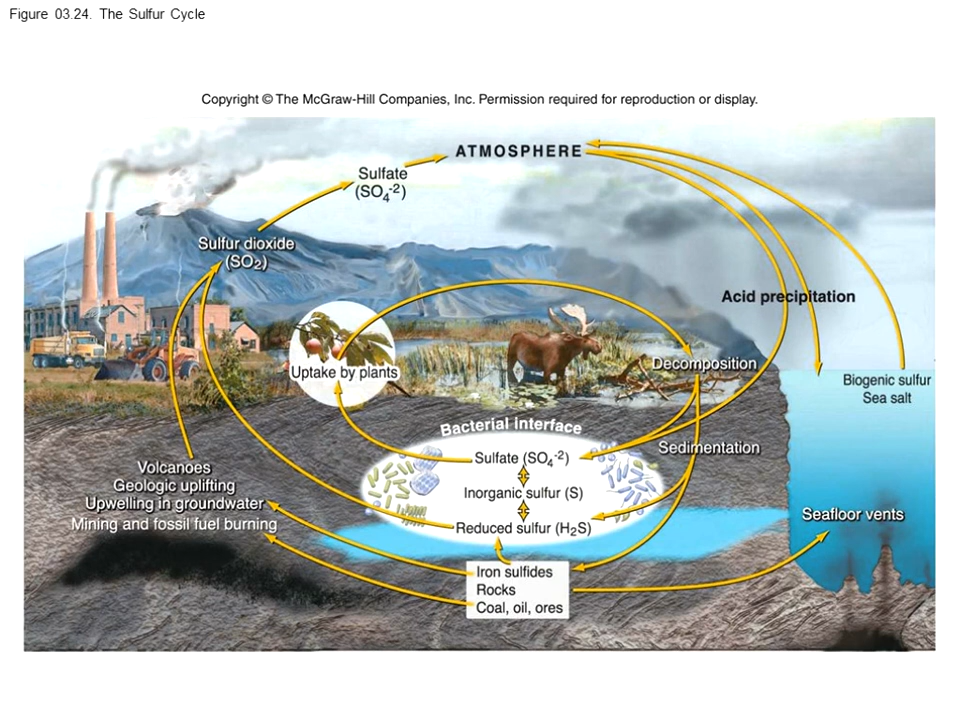 Figure 03.24. The Sulfur Cycle
Copyright © The McGraw-Hill Companies, Inc. Permission required for reproduction or display.
ATMOSPHERE
Sulfate
(SO₄⁻²)
Sulfur dioxide
(SO₂)
Acid precipitation
Uptake by plants
Decomposition
Biogenic sulfur
Sea salt
Bacterial interface
Sedimentation
Sulfate (SO₄⁻²)
Volcanoes
Geologic uplifting
Upwelling in groundwater
Mining and fossil fuel burning
Inorganic sulfur (S)
Reduced sulfur (H₂S)
Seafloor vents
Iron sulfides
Rocks
Coal, oil, ores